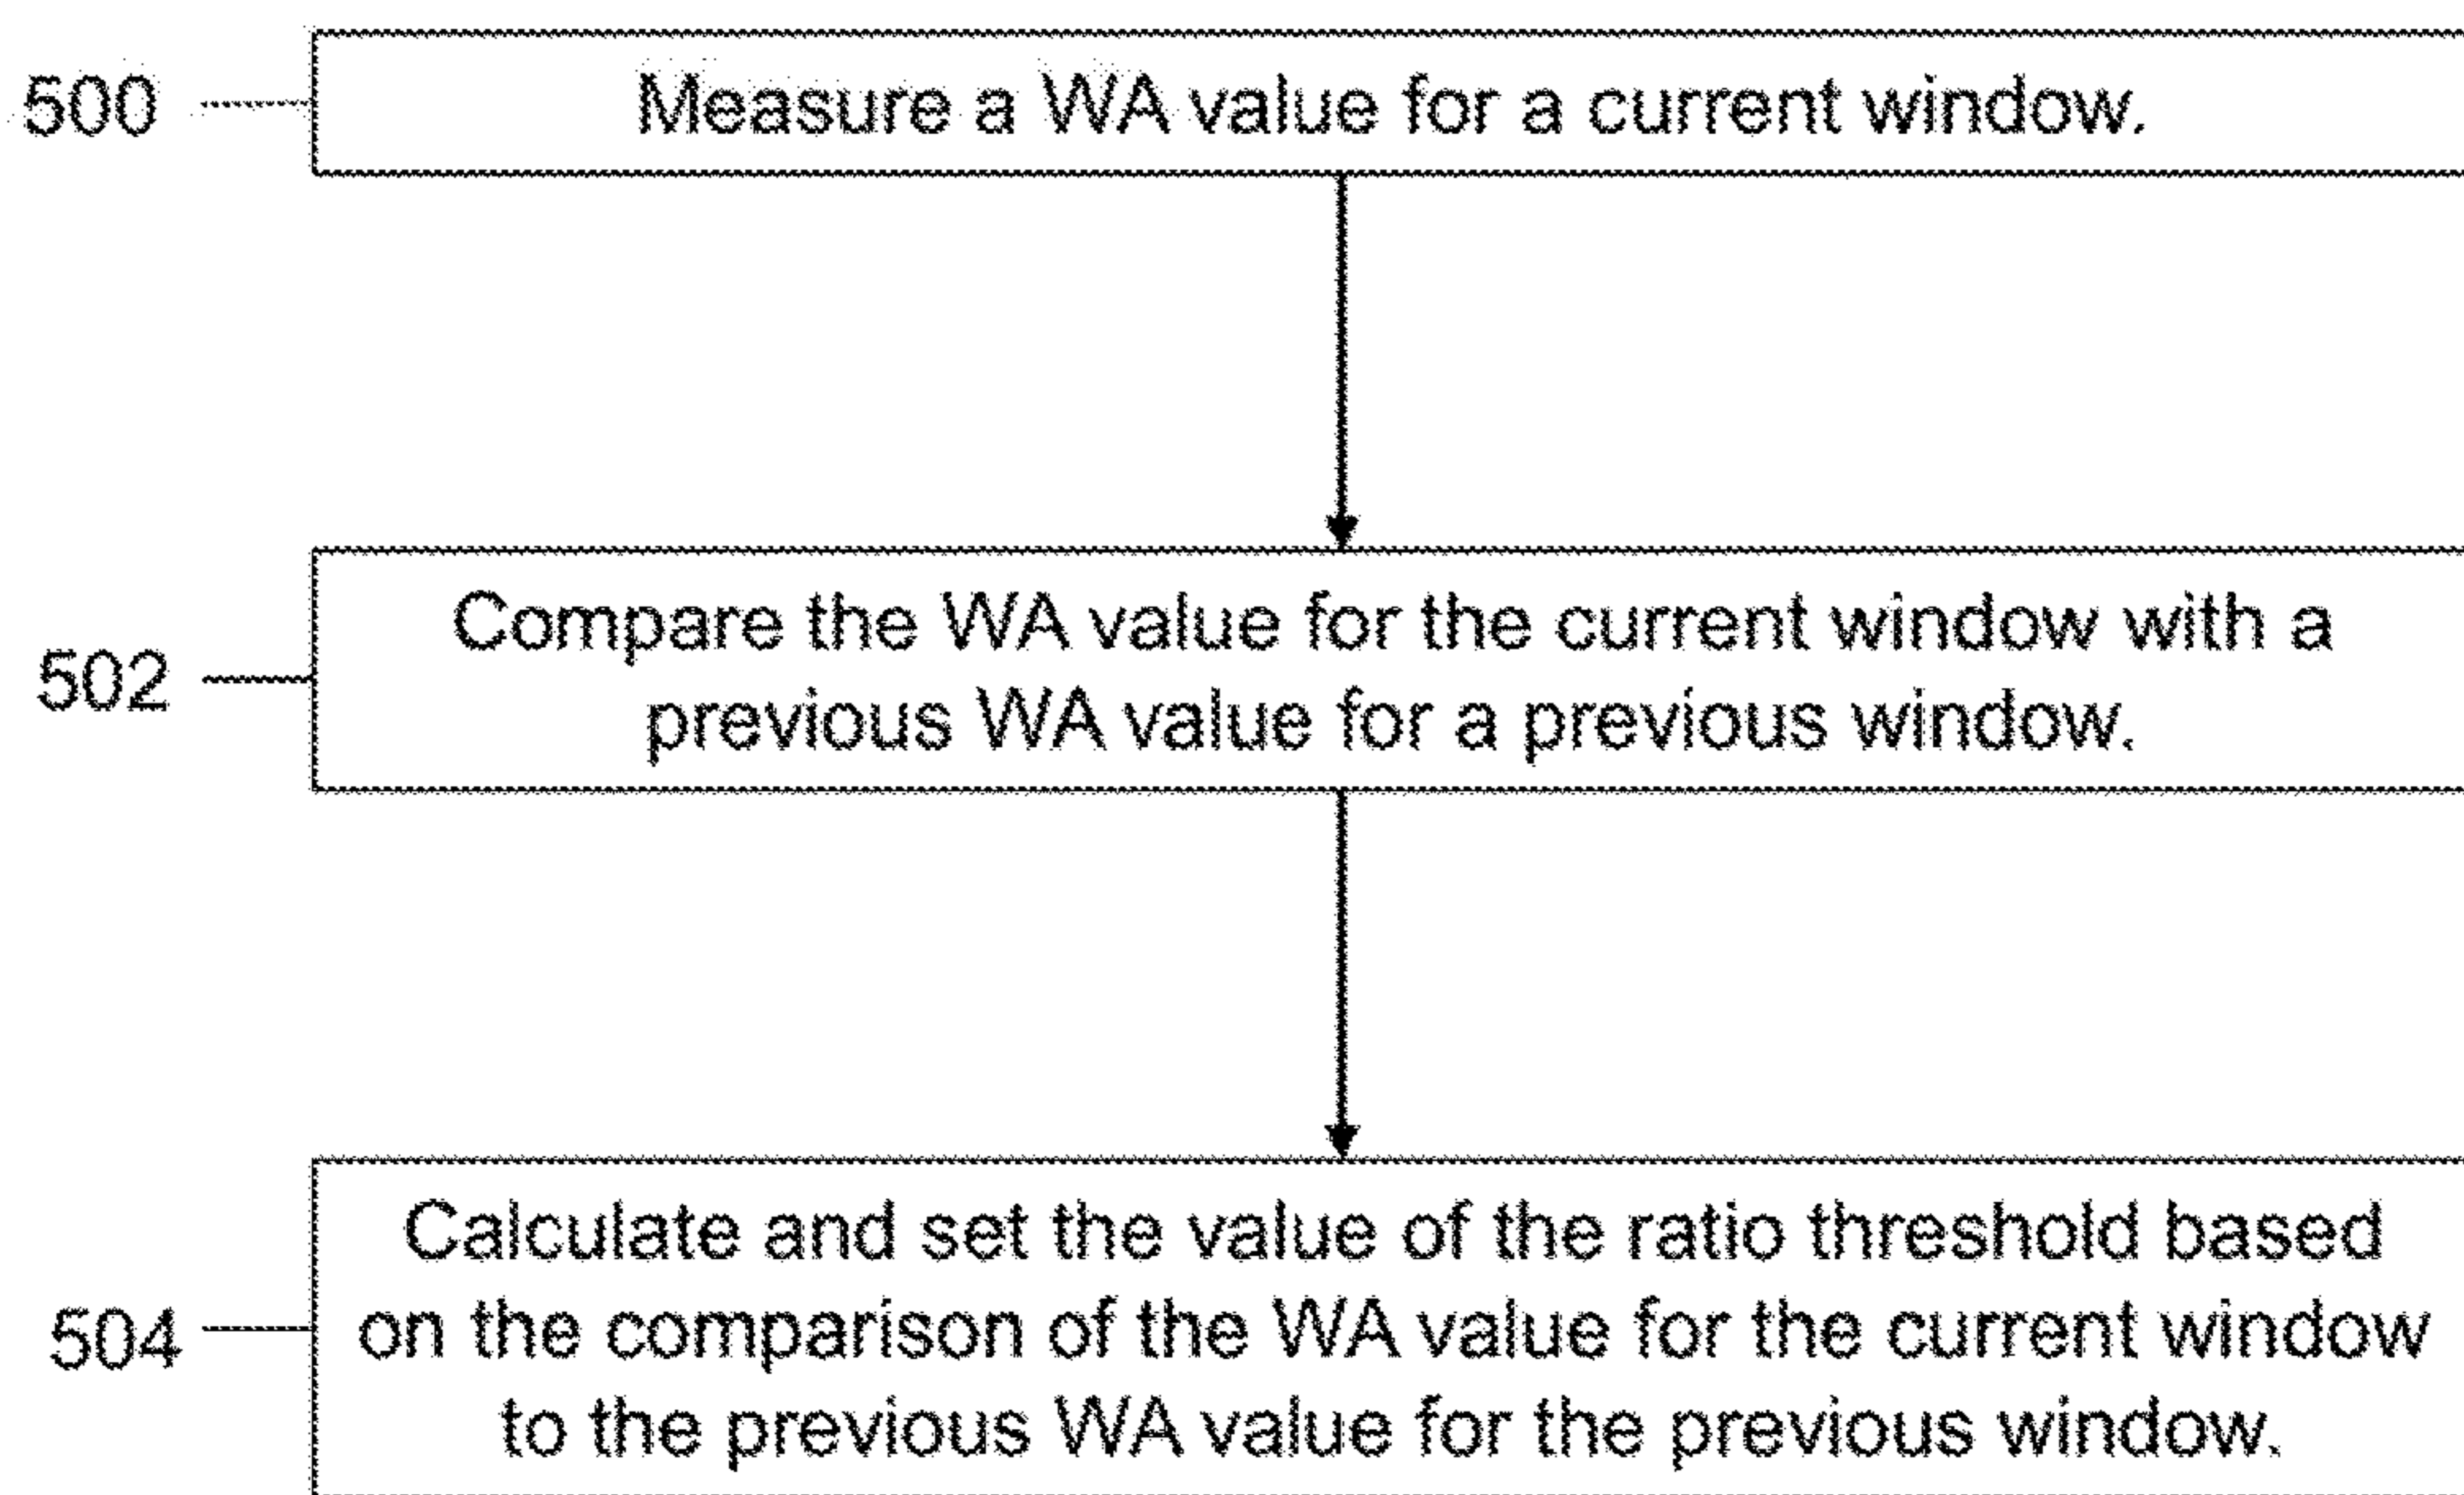 500
Measure a WA value for a current window.
502
Compare the WA value for the current window with a
previous WA value for a previous window.
504
Calculate and set the value of the ratio threshold based
on the comparison of the WA value for the current window
to the previous WA value for the previous window.